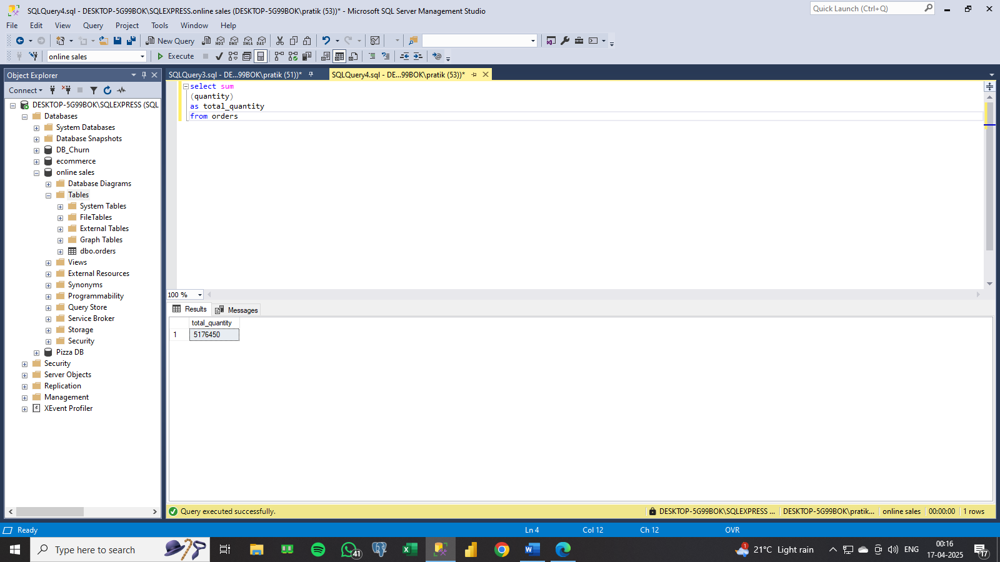 SQLQuery4.sql - DESKTOP-5G99BOK\SQLEXPRESS.online sales (DESKTOP-5G99BOK\pratik (53))* - Microsoft SQL Server Management Studio
Quick Launch (Ctrl+Q)
File Edit View Query Project Tools Window Help
New Query
MDX DMX XMLA DAX
online sales
Execute
Object Explorer
SQLQuery3.sql - DE...99BOK\pratik (51))*
SQLQuery4.sql - DE...99BOK\pratik (53))*
Connect
DESKTOP-5G99BOK\SQLEXPRESS (SQL
Databases
System Databases
Database Snapshots
DB_Churn
ecommerce
online sales
Database Diagrams
Tables
System Tables
FileTables
External Tables
Graph Tables
dbo.orders
Views
External Resources
Synonyms
Programmability
Query Store
Service Broker
Storage
Security
Pizza DB
Security
Server Objects
Replication
Management
XEvent Profiler
select sum
(quantity)
as total_quantity
from orders
100 %
Results Messages
total_quantity
1 5176450
Query executed successfully.
DESKTOP-5G99BOK\SQLEXPRESS ... DESKTOP-5G99BOK\pratik... online sales 00:00:00 1 rows
Ready Ln 4 Col 12 Ch 12 OVR
Type here to search
41
1
21°C Light rain
ENG
00:16
17-04-2025
17